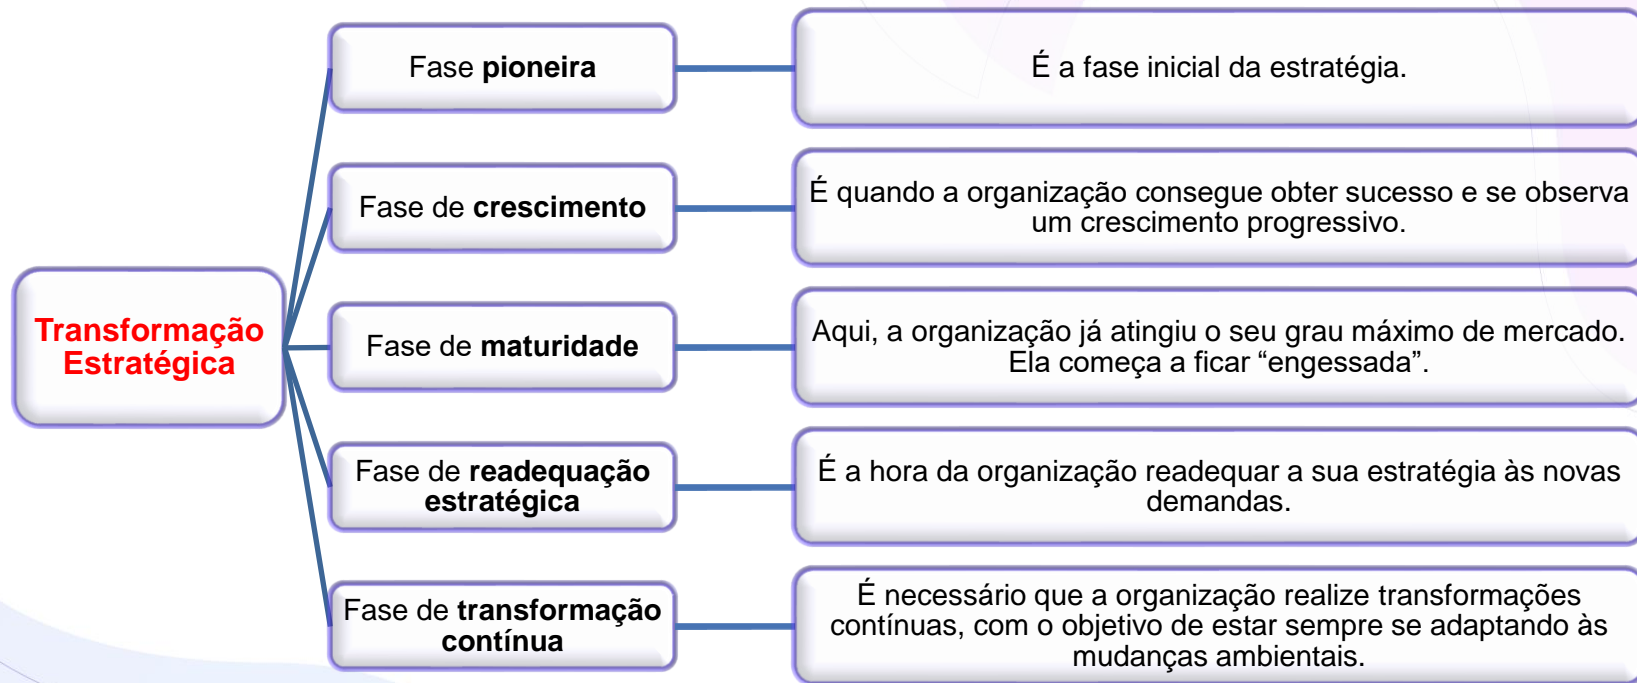 Transformação
Estratégica
Fase pioneira
É a fase inicial da estratégia.
Fase de crescimento
É quando a organização consegue obter sucesso e se observa
um crescimento progressivo.
Fase de maturidade
Aqui, a organização já atingiu o seu grau máximo de mercado.
Ela começa a ficar “engessada”.
Fase de readequação
estratégica
É a hora da organização readequar a sua estratégia às novas
demandas.
Fase de transformação
contínua
É necessário que a organização realize transformações
contínuas, com o objetivo de estar sempre se adaptando às
mudanças ambientais.